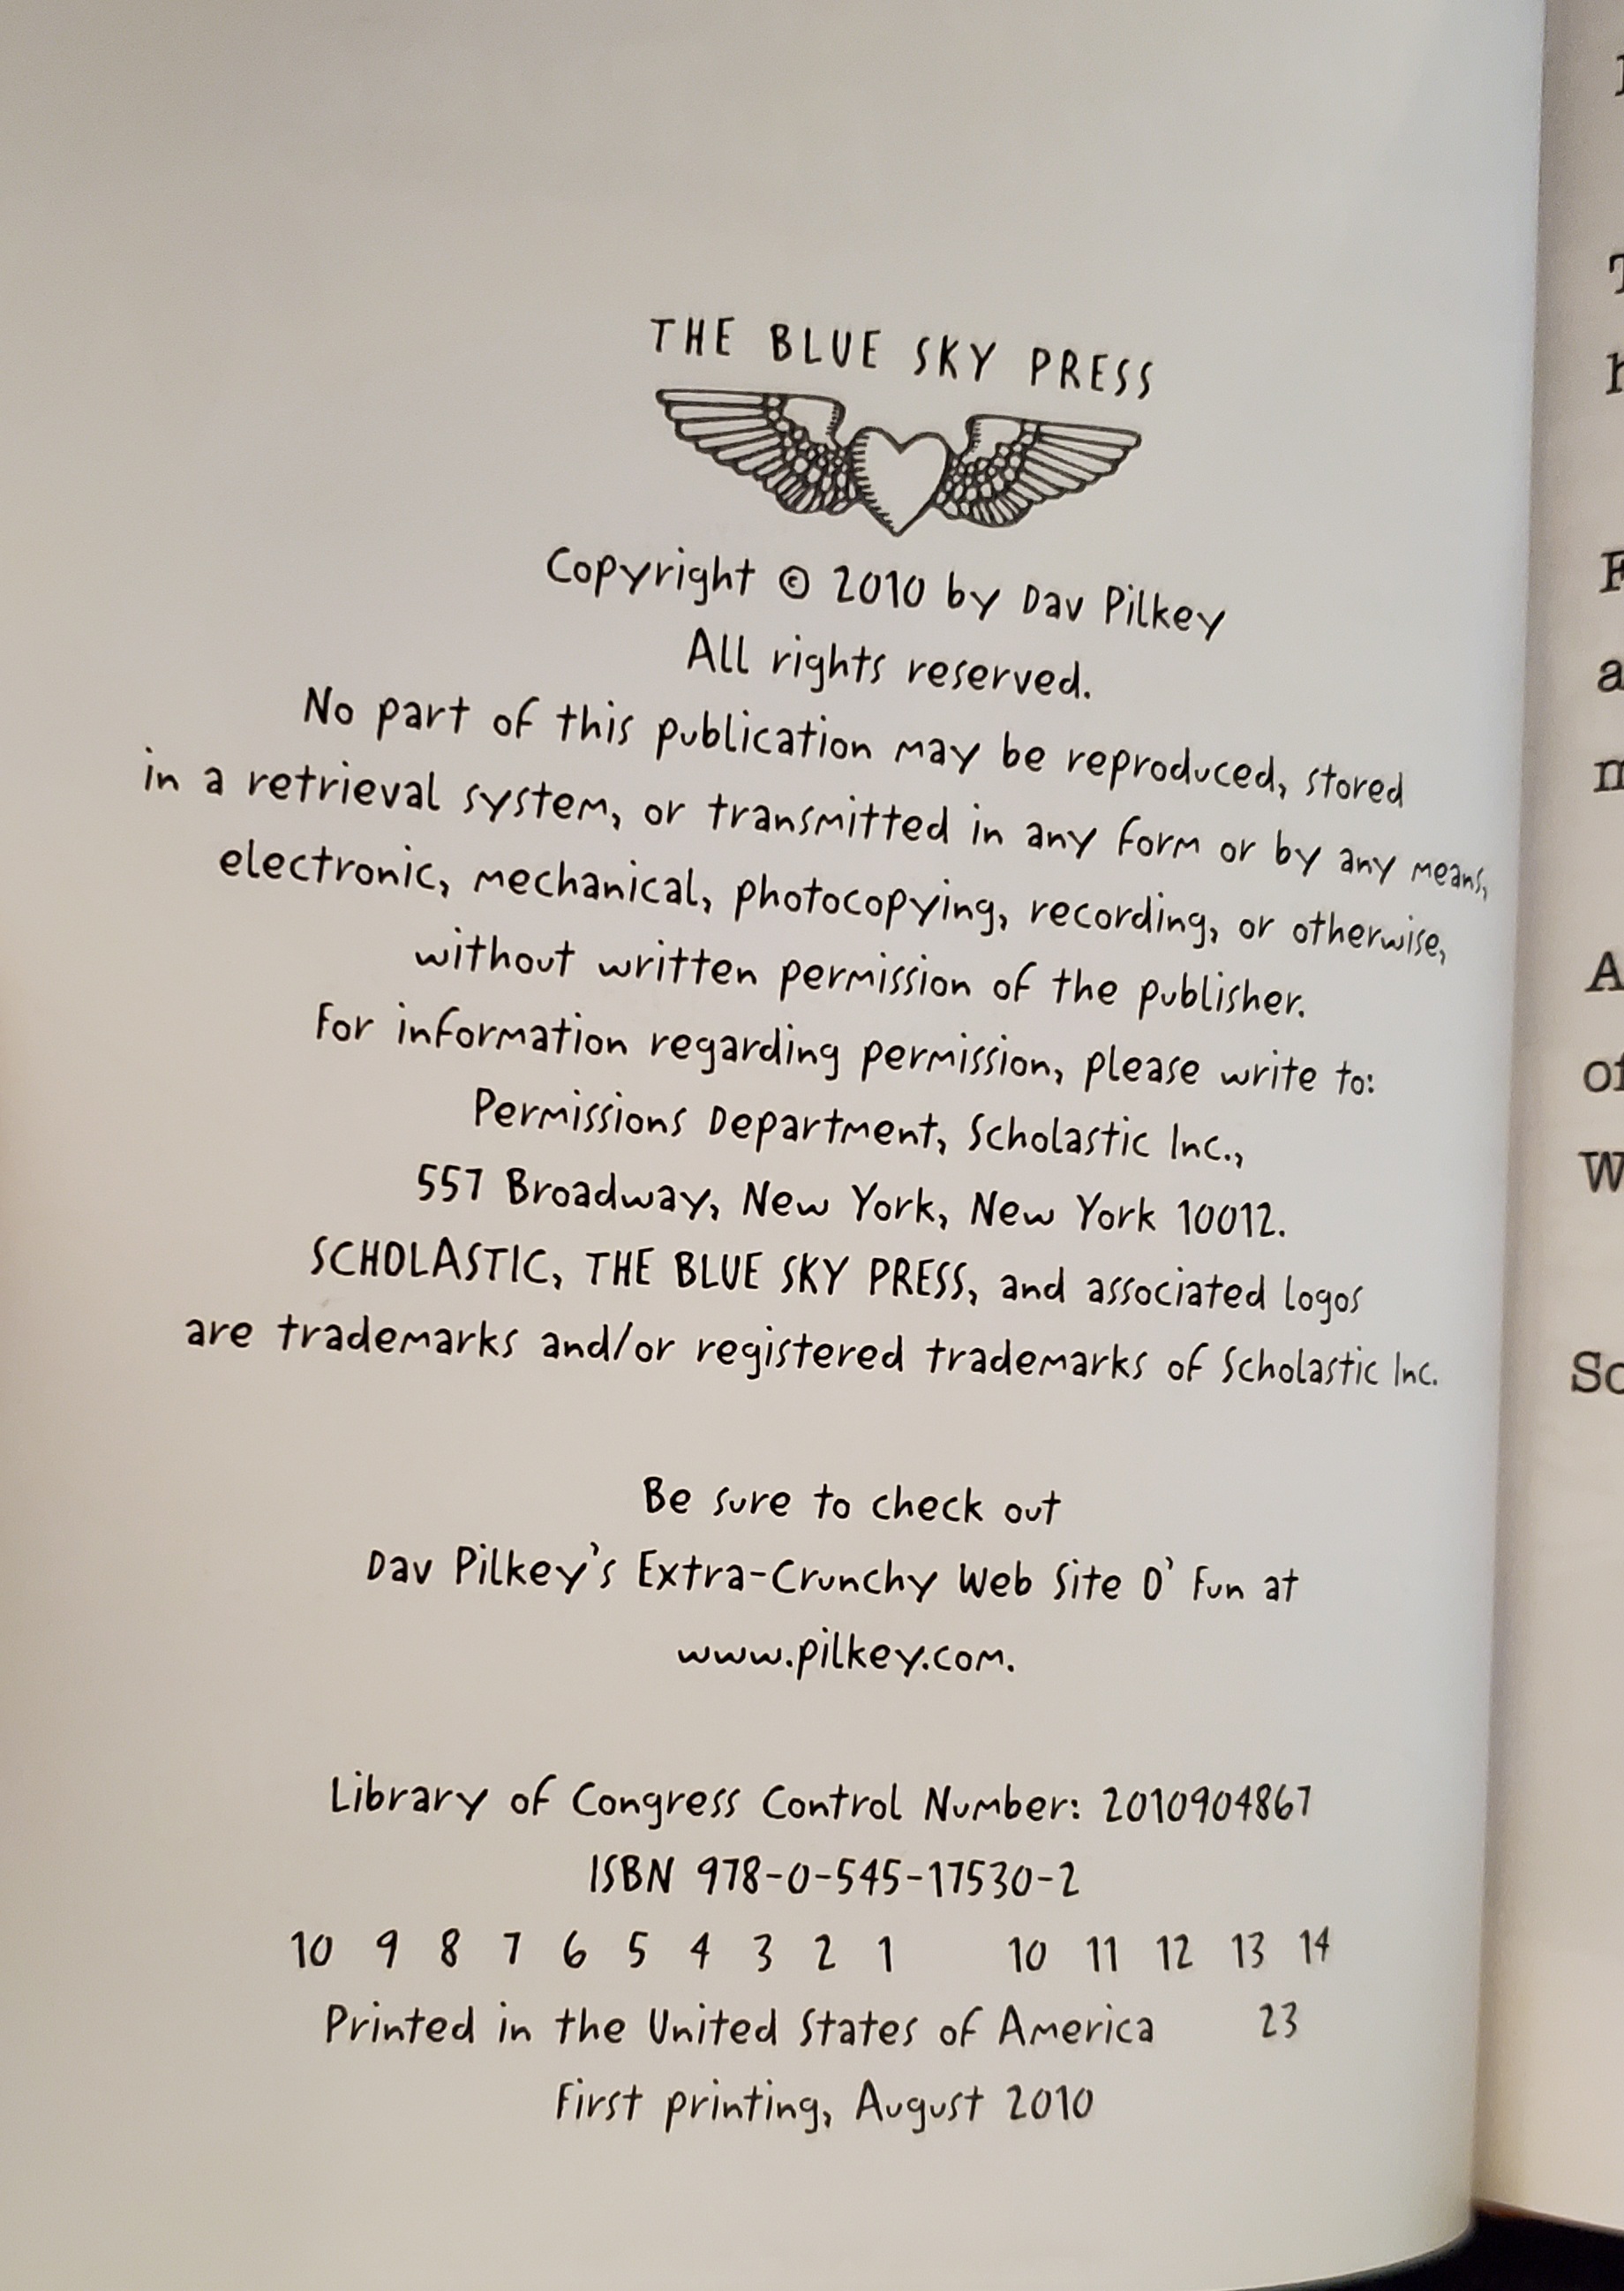 THE BLUE SKY PRESS
Copyright © 2010 by Dav Pilkey
All rights reserved.
No part of this publication may be reproduced, stored
in a retrieval system, or transmitted in any form or by any means,
electronic, mechanical, photocopying, recording, or otherwise,
without written permission of the publisher.
For information regarding permission, please write to:
Permissions Department, Scholastic Inc.,
557 Broadway, New York, New York 10012.
SCHOLASTIC, THE BLUE SKY PRESS, and associated logos
are trademarks and/or registered trademarks of Scholastic Inc.
Be sure to check out
Dav Pilkey's Extra-Crunchy Web Site O' Fun at
www.pilkey.com.
Library of Congress Control Number: 2010904867
ISBN 978-0-545-17530-2
10 9 8 7 6 5 4 3 2 1 10 11 12 13 14
Printed in the United States of America 23
First printing, August 2010